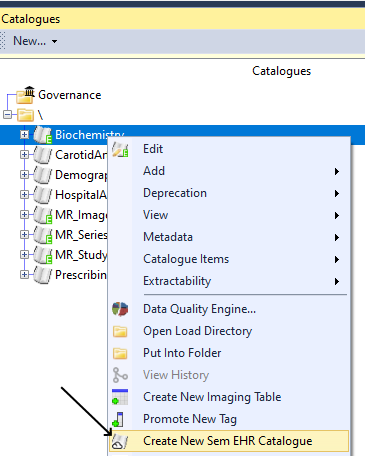 Catalogues
New...
Catalogues
Governance
\
Biochemistry
Edit
Add
Deprecation
View
Metadata
Catalogue Items
Extractability
Data Quality Engine...
Open Load Directory
Put Into Folder
View History
Create New Imaging Table
Promote New Tag
Create New Sem EHR Catalogue
CarotidAr
Demograp
HospitalA
MR_Image
MR_Series
MR_Study
Prescribin